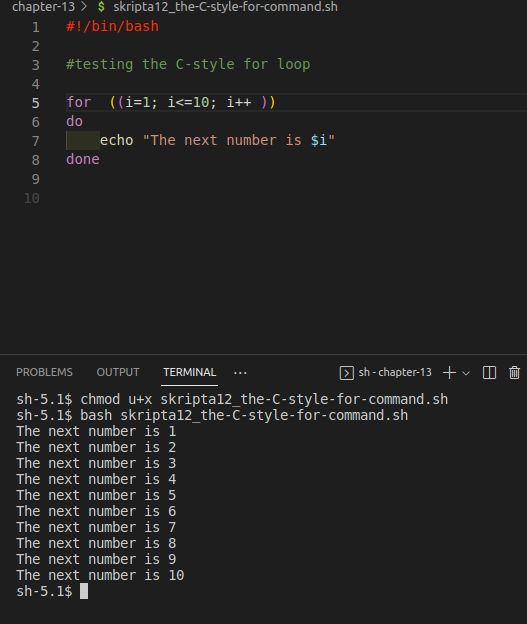 chapter-13 > $ skripta12_the-C-style-for-command.sh
1 #!/bin/bash
2
3 #testing the C-style for loop
4
5 for  ((i=1; i<=10; i++ ))
6 do
7     echo "The next number is $i"
8 done
9
10
PROBLEMS OUTPUT TERMINAL ··· sh - chapter-13
sh-5.1$ chmod u+x skripta12_the-C-style-for-command.sh
sh-5.1$ bash skripta12_the-C-style-for-command.sh
The next number is 1
The next number is 2
The next number is 3
The next number is 4
The next number is 5
The next number is 6
The next number is 7
The next number is 8
The next number is 9
The next number is 10
sh-5.1$